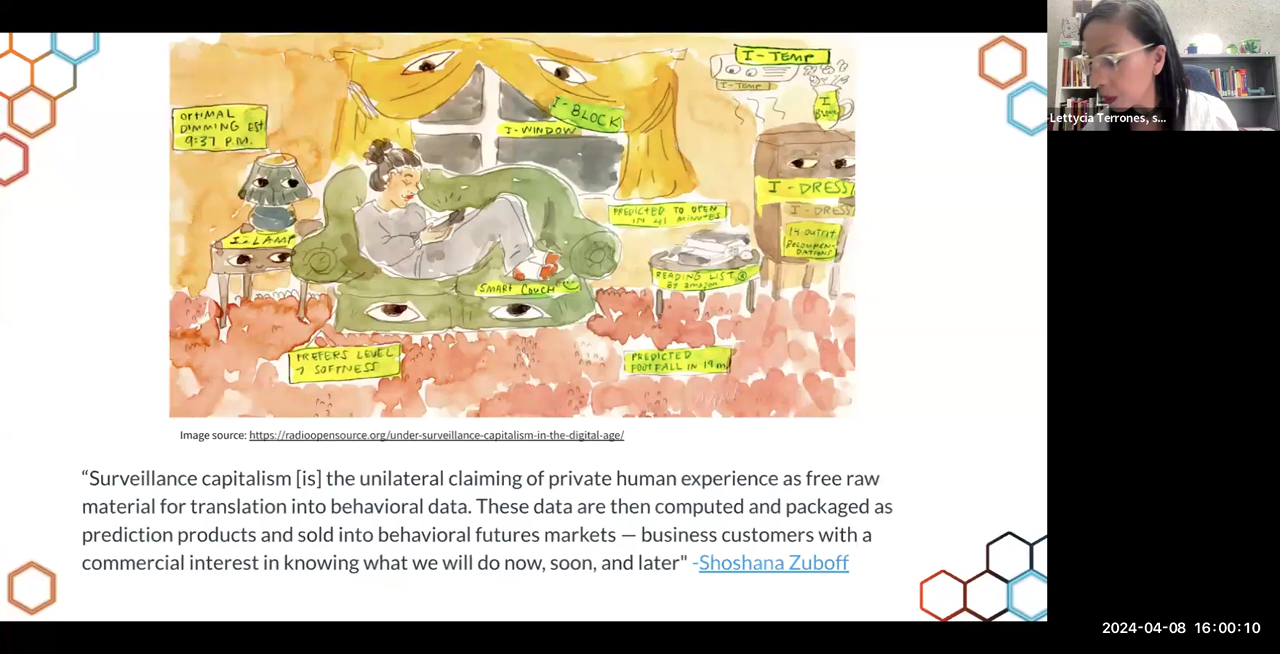 I - TEMP
I-TEMP
I - BLOCK
I-WINDOW
OPTIMAL
DIMMING EST
9:37 P.M.
Lettycia Terrones, s...
I - DRESS
I - DRESS
I-LAMP
PREDICTED TO OPEN
IN 41 MINUTES
14 OUTFIT
RECOMMEN-
DATIONS
READING LIST
BY amazon
SMART COUCH
PREFERS LEVEL
7 SOFTNESS
PREDICTED
FOOTFALL IN 19 m
Image source: https://radioopensource.org/under-surveillance-capitalism-in-the-digital-age/
“Surveillance capitalism [is] the unilateral claiming of private human experience as free raw
material for translation into behavioral data. These data are then computed and packaged as
prediction products and sold into behavioral futures markets — business customers with a
commercial interest in knowing what we will do now, soon, and later" -Shoshana Zuboff
2024-04-08 16:00:10